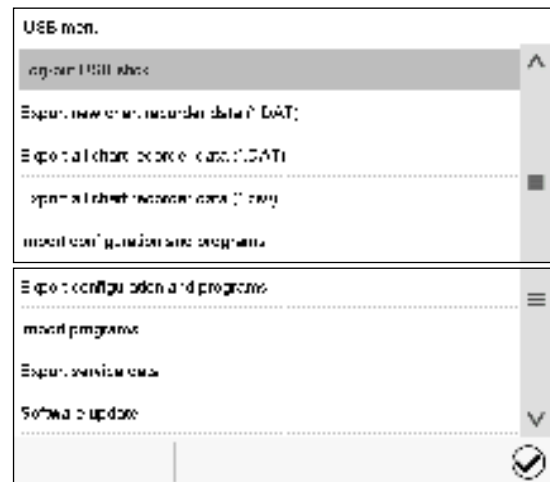 USB menu
Log-out USB stick
Export new chart recorder data (*.DAT)
Export all chart recorder data (*.DAT)
Export all chart recorder data (*.csv)
Import configuration and programs
Export configuration and programs
Import programs
Export service data
Software update